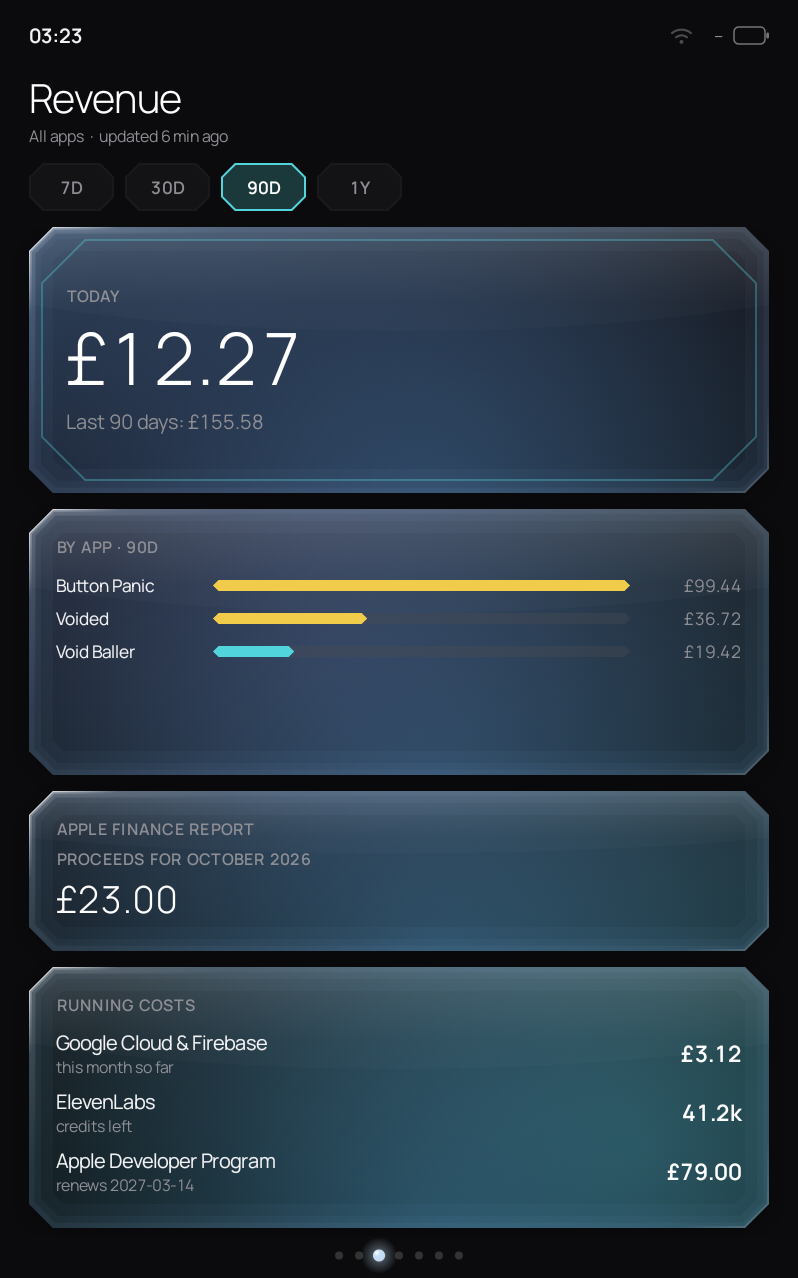 03:23
–
Revenue
All apps · updated 6 min ago
7D 30D 90D 1Y
TODAY
£12.27
Last 90 days: £155.58
BY APP · 90D
Button Panic £99.44
Voided £36.72
Void Baller £19.42
APPLE FINANCE REPORT
PROCEEDS FOR OCTOBER 2026
£23.00
RUNNING COSTS
Google Cloud & Firebase £3.12
this month so far
ElevenLabs 41.2k
credits left
Apple Developer Program £79.00
renews 2027-03-14